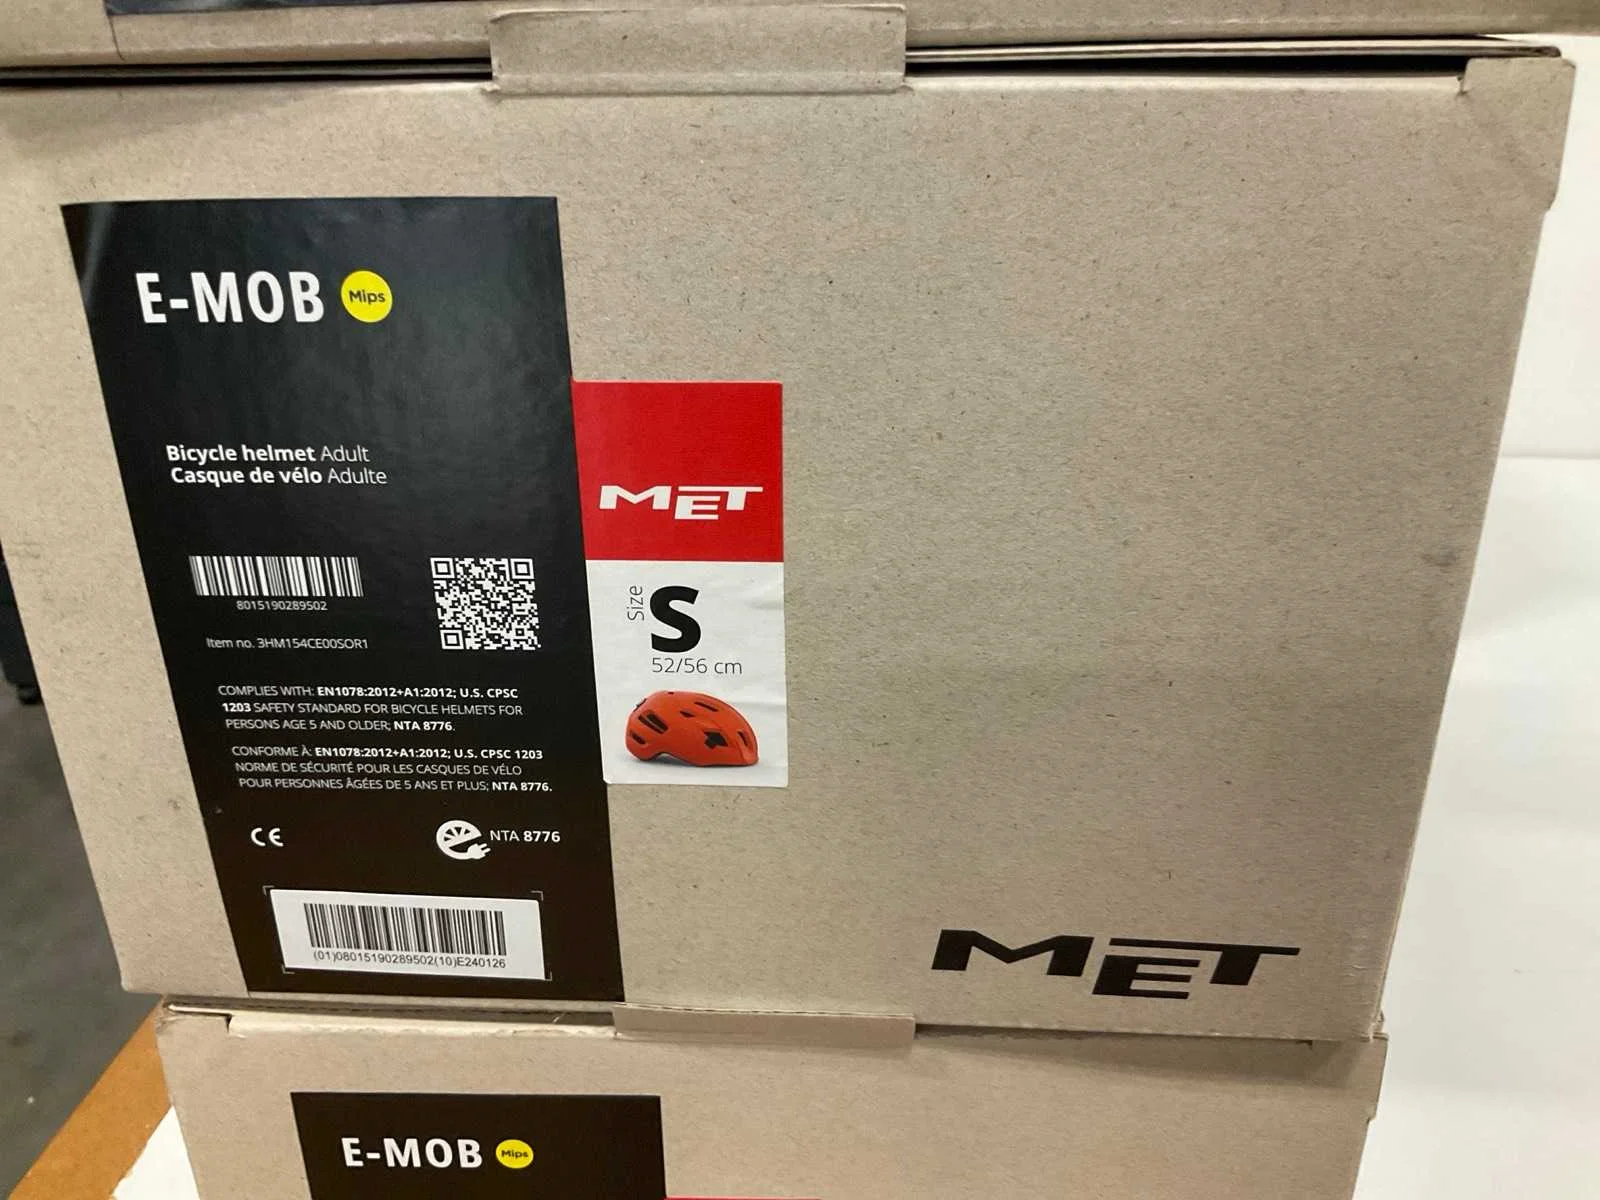 E-MOB Mips
Bicycle helmet Adult
Casque de vélo Adulte
8015190289502
Item no. 3HM154CE00SOR1
COMPLIES WITH: EN1078:2012+A1:2012; U.S. CPSC
1203 SAFETY STANDARD FOR BICYCLE HELMETS FOR
PERSONS AGE 5 AND OLDER; NTA 8776.
CONFORME À: EN1078:2012+A1:2012; U.S. CPSC 1203
NORME DE SÉCURITÉ POUR LES CASQUES DE VÉLO
POUR PERSONNES ÂGÉES DE 5 ANS ET PLUS; NTA 8776.
CE
NTA 8776
(01)08015190289502(10)E240126
MET
Size S
52/56 cm
MET
E-MOB Mips